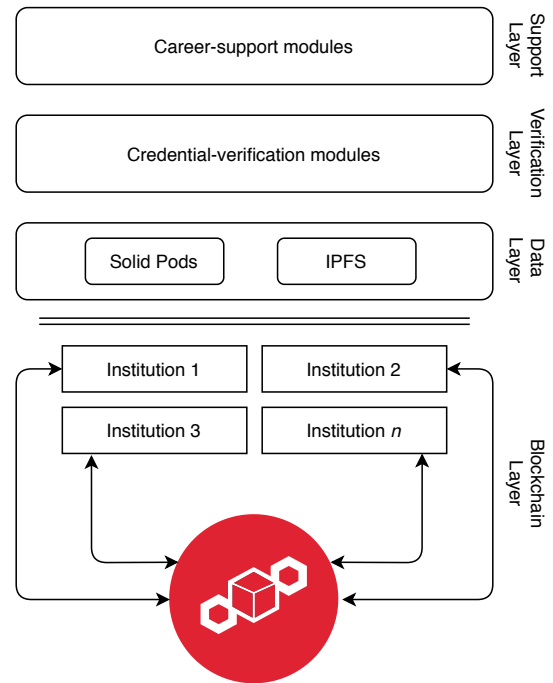 Career-support modules
Support
Layer
Credential-verification modules
Verification
Layer
Solid Pods
IPFS
Data
Layer
Institution 1
Institution 2
Institution 3
Institution n
Blockchain
Layer